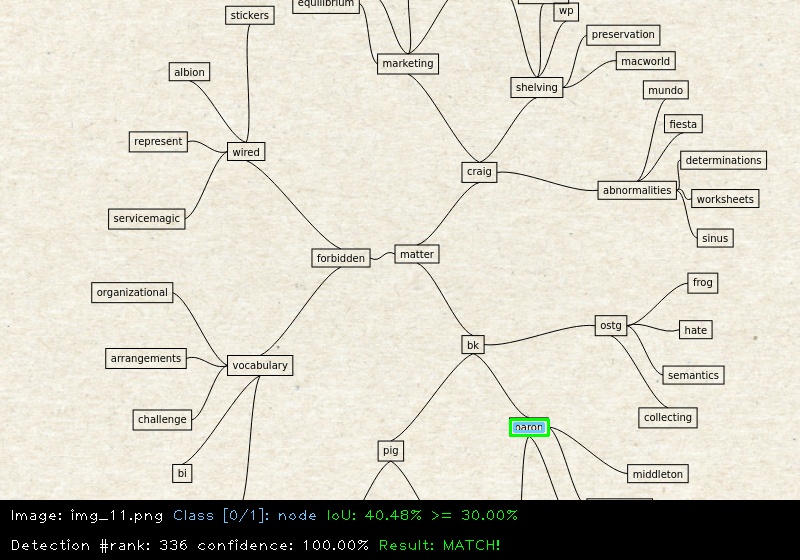 equilibrium
stickers
wp
preservation
macworld
marketing
albion
shelving
mundo
fiesta
represent
wired
determinations
craig
abnormalities
worksheets
servicemagic
sinus
forbidden
matter
organizational
frog
ostg
hate
bk
arrangements
vocabulary
semantics
challenge
collecting
pig
bi
middleton
Image: img_11.png Class [0/1]: node IoU: 40.48% >= 30.00%
Detection #rank: 336 confidence: 100.00% Result: MATCH!